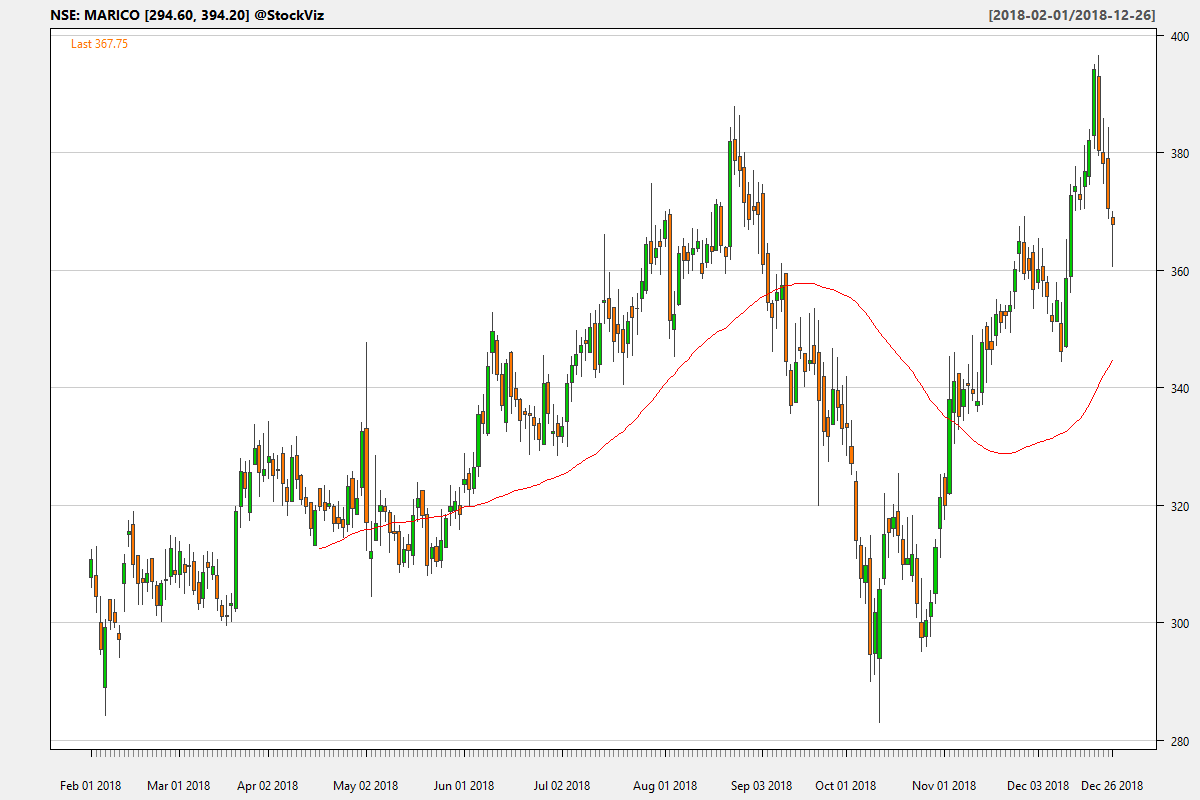 NSE: MARICO [294.60, 394.20] @StockViz [2018-02-01/2018-12-26]
Last 367.75
400
380
360
340
320
300
280
Feb 01 2018 Mar 01 2018 Apr 02 2018 May 02 2018 Jun 01 2018 Jul 02 2018 Aug 01 2018 Sep 03 2018 Oct 01 2018 Nov 01 2018 Dec 03 2018 Dec 26 2018